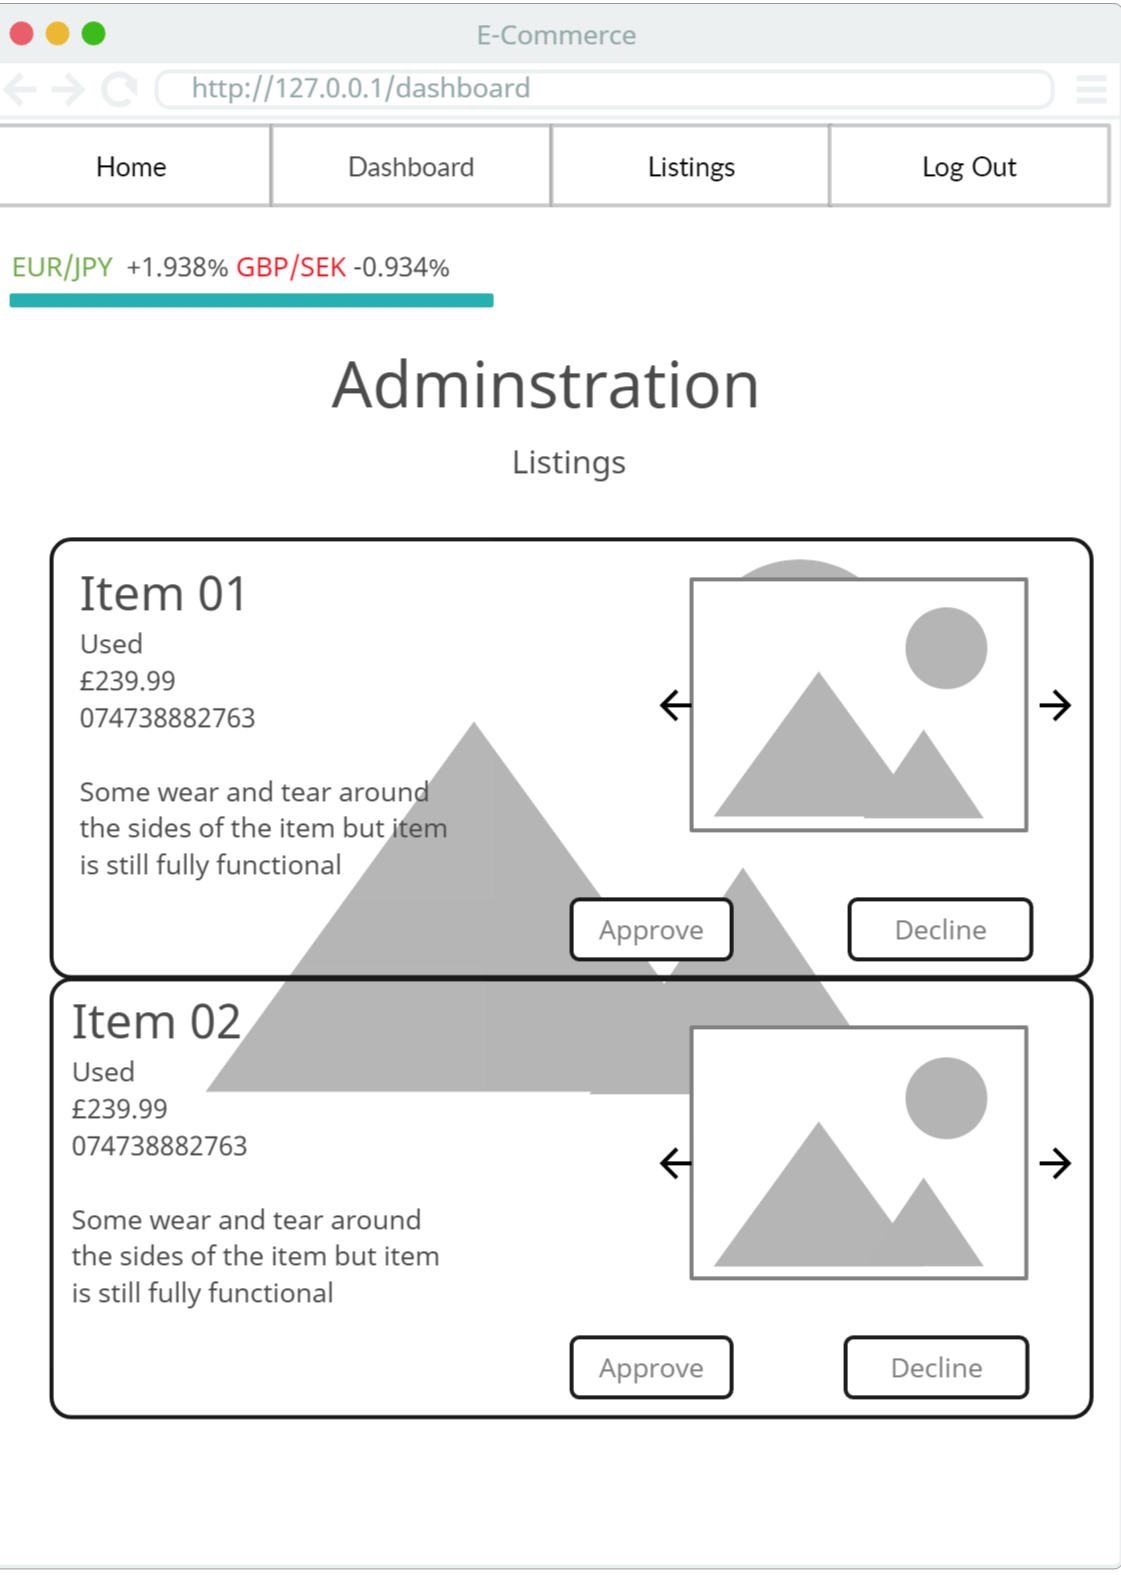 E-Commerce
http://127.0.0.1/dashboard
Home Dashboard Listings Log Out
EUR/JPY +1.938% GBP/SEK -0.934%
Adminstration
Listings
Item 01
Used
£239.99
074738882763
Some wear and tear around
the sides of the item but item
is still fully functional
Approve Decline
Item 02
Used
£239.99
074738882763
Some wear and tear around
the sides of the item but item
is still fully functional
Approve Decline